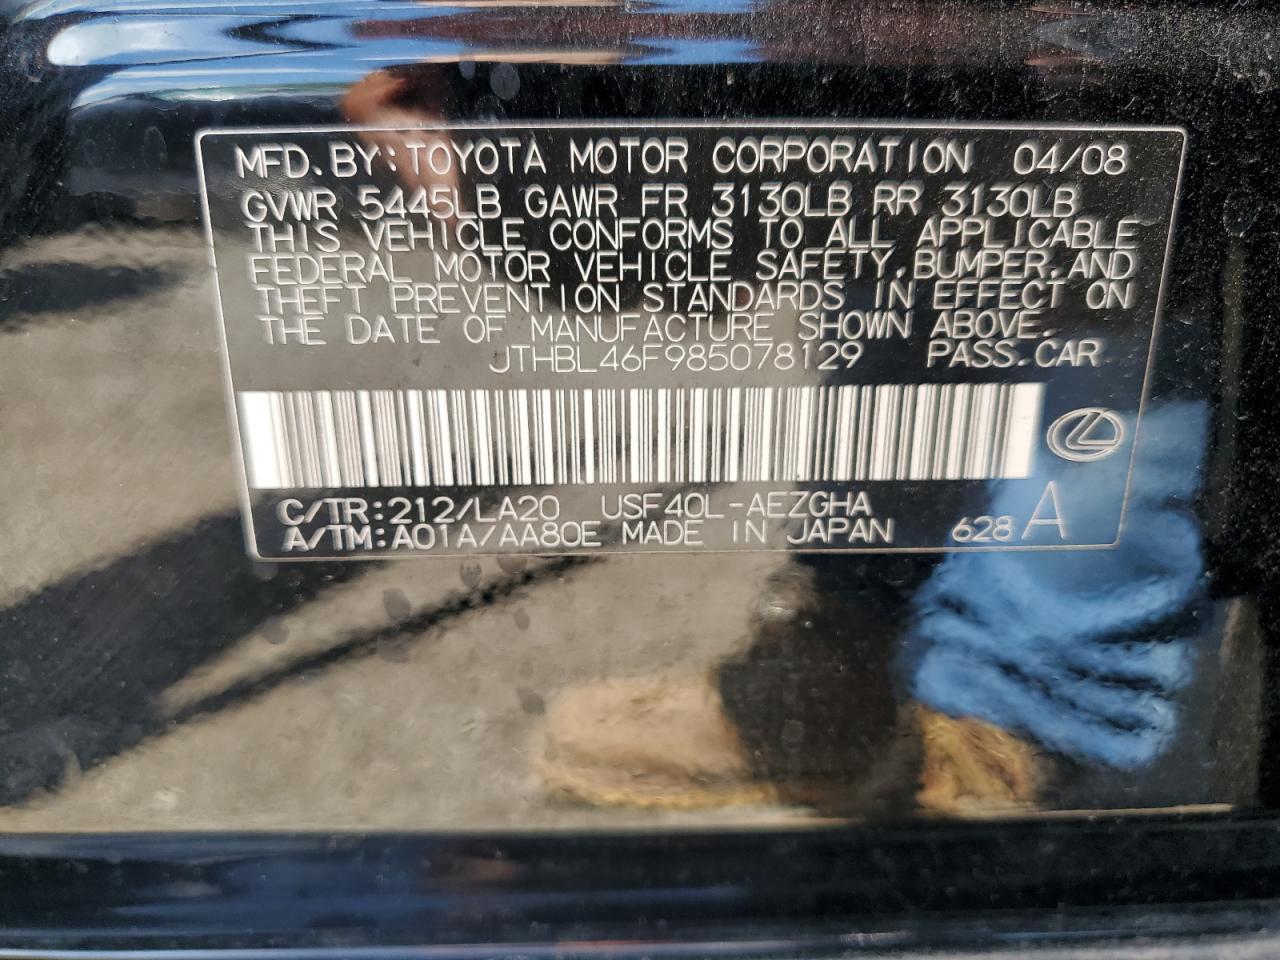 MFD. BY: TOYOTA MOTOR CORPORATION 04/08
GVWR 5445LB GAWR FR 3130LB RR 3130LB
THIS VEHICLE CONFORMS TO ALL APPLICABLE
FEDERAL MOTOR VEHICLE SAFETY, BUMPER, AND
THEFT PREVENTION STANDARDS IN EFFECT ON
THE DATE OF MANUFACTURE SHOWN ABOVE.
JTHBL46F985078129 PASS. CAR
C/TR: 212/LA20 USF40L-AEZGHA
A/TM: A01A/AA80E MADE IN JAPAN 628 A